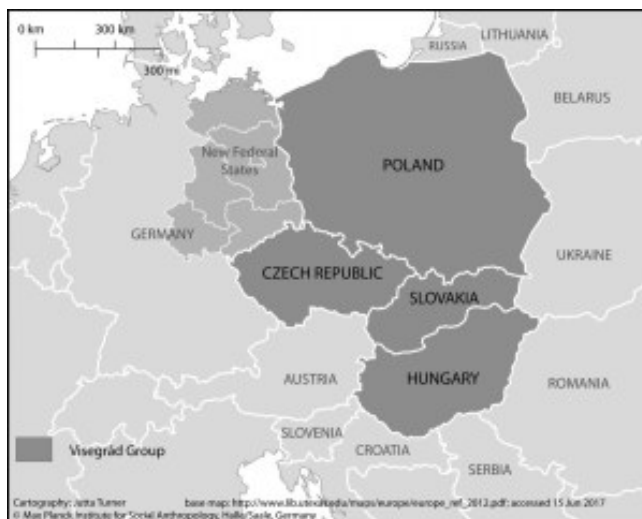 0 km 300 km
300 mi
RUSSIA
LITHUANIA
BELARUS
New Federal
States
POLAND
GERMANY
UKRAINE
CZECH REPUBLIC
SLOVAKIA
AUSTRIA
HUNGARY
ROMANIA
SLOVENIA
CROATIA
SERBIA
Visegrád Group
Cartography: Jutta Turner base map: http://www.lib.utexas.edu/maps/europe/europe_ref_2012.pdf; accessed 15 Jun 2017
© Max Planck Institute for Social Anthropology, Halle/Saale, Germany